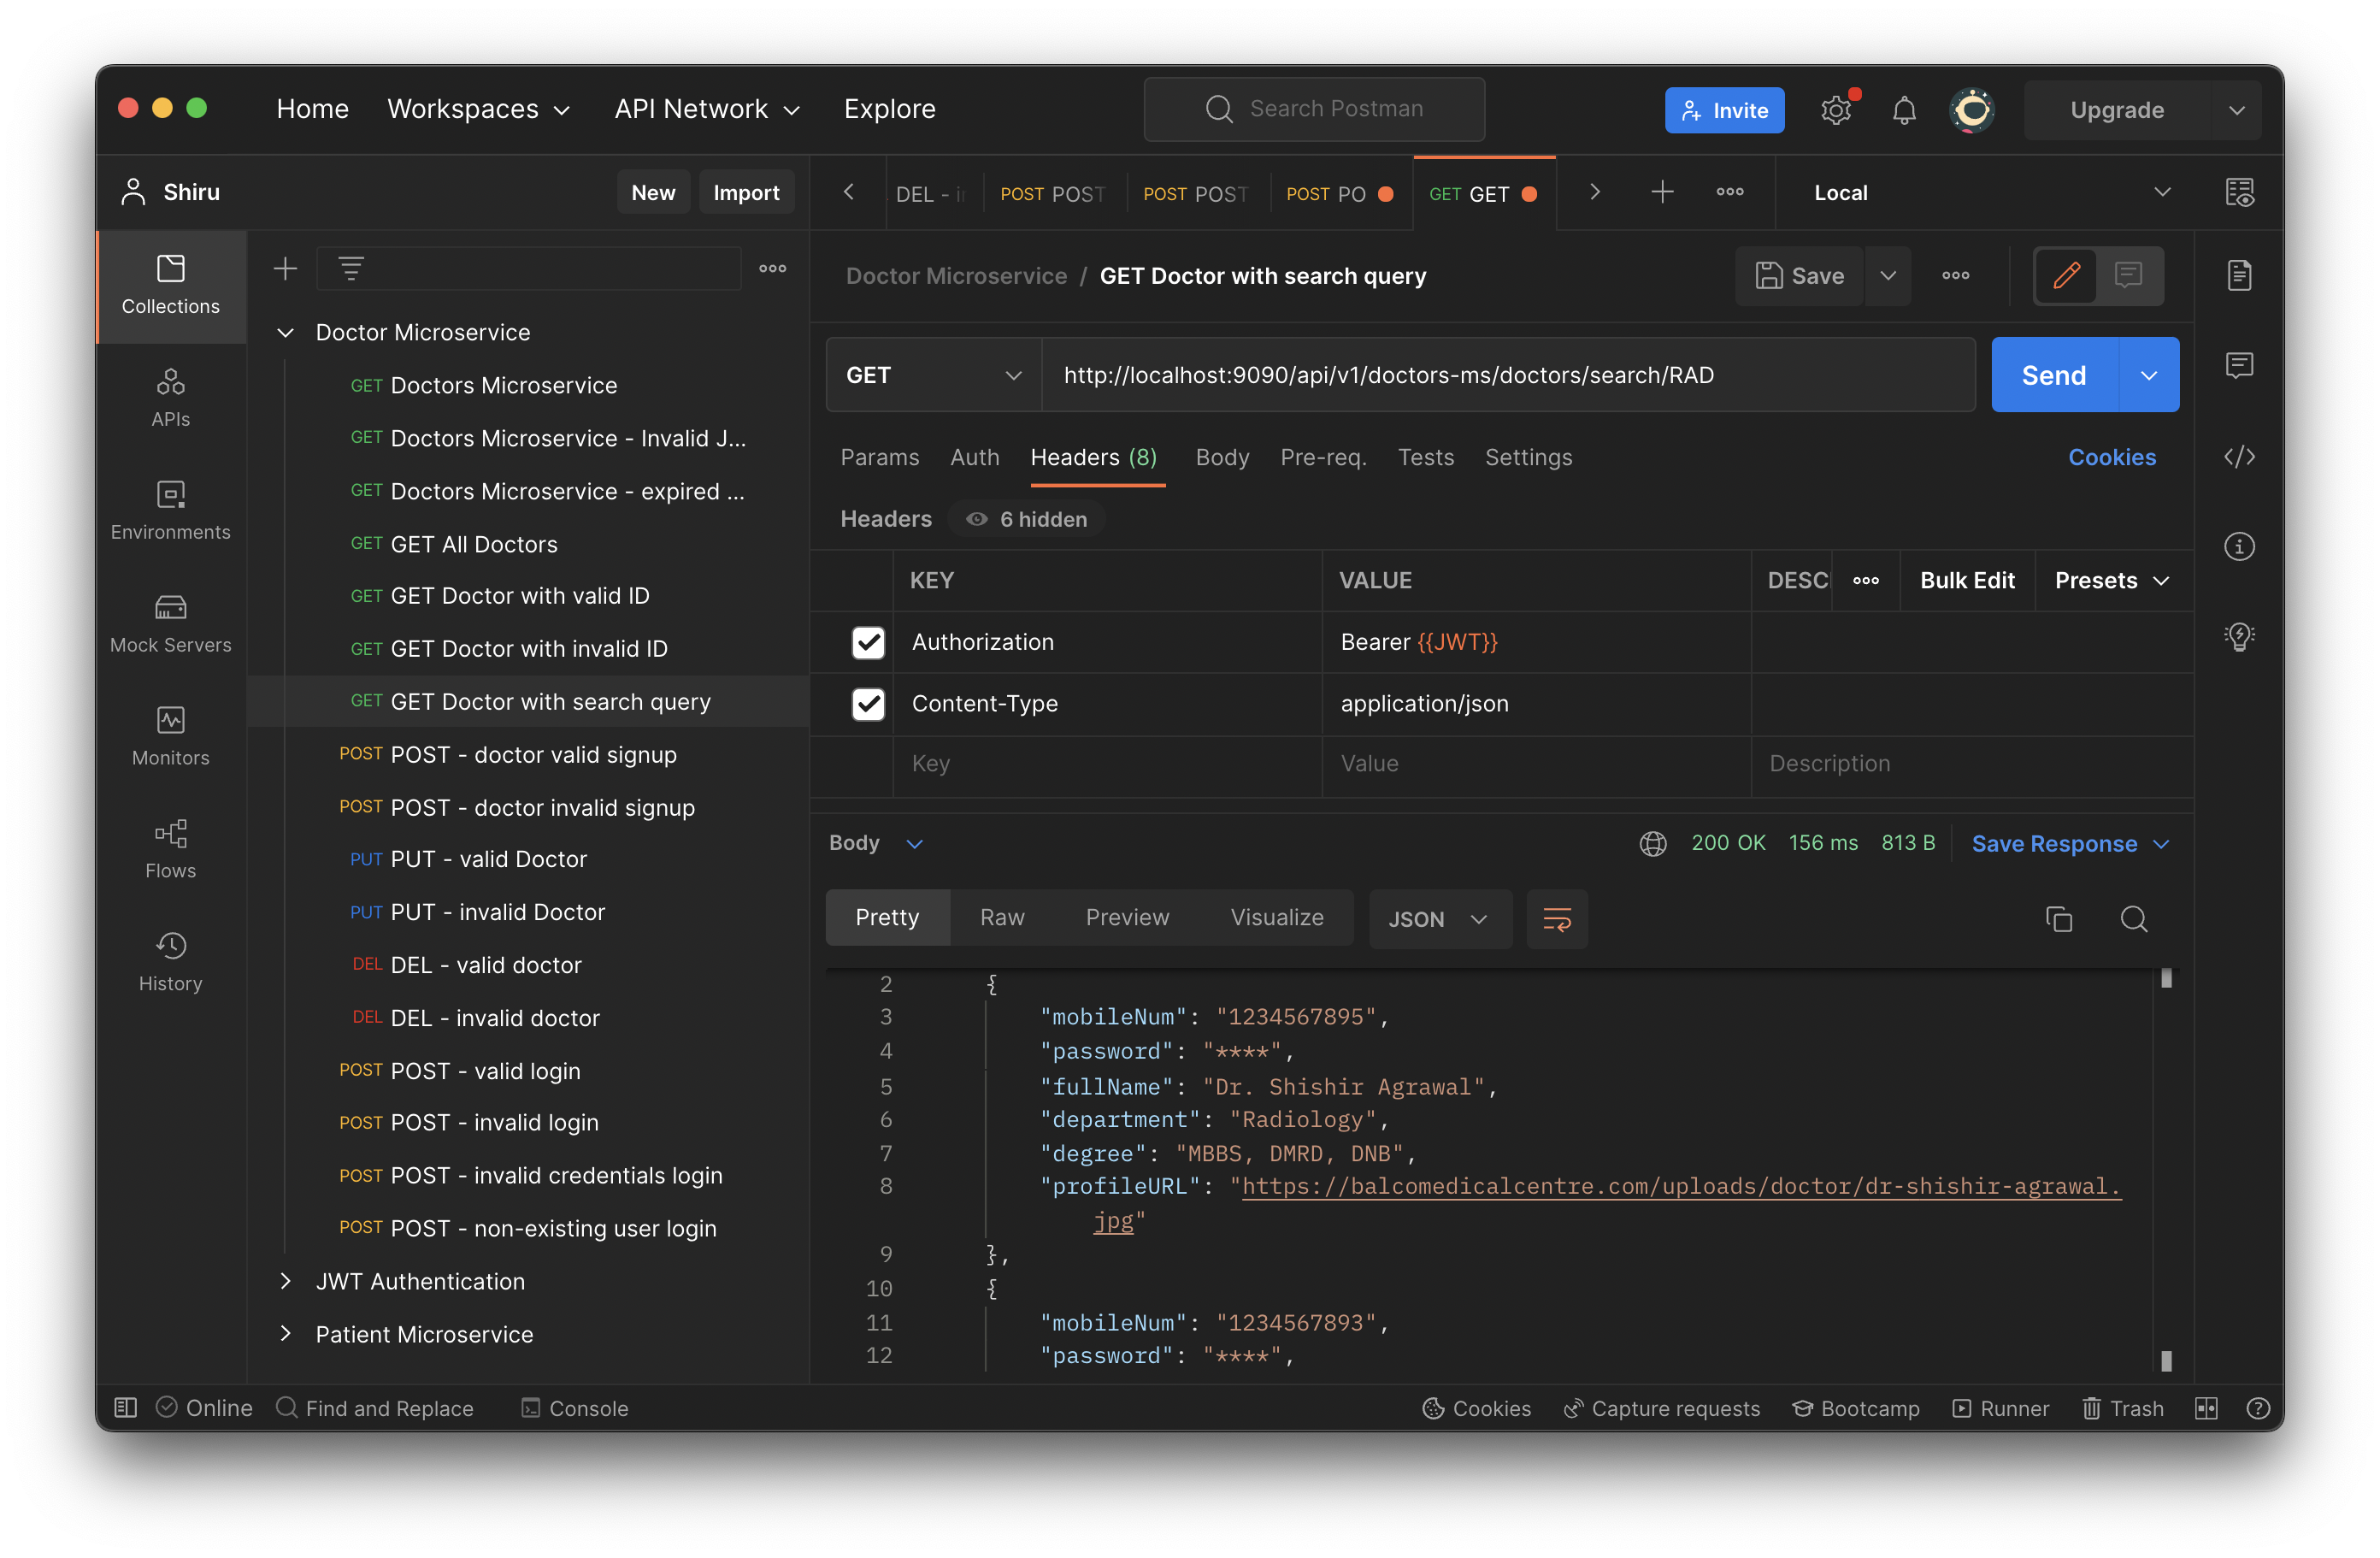 Home Workspaces API Network Explore Search Postman Invite Upgrade
Shiru New Import
DEL - i POST POST POST POST POST PO GET GET Local
Collections
APIs
Environments
Mock Servers
Monitors
Flows
History
Doctor Microservice
GET Doctors Microservice
GET Doctors Microservice - Invalid J...
GET Doctors Microservice - expired ...
GET GET All Doctors
GET GET Doctor with valid ID
GET GET Doctor with invalid ID
GET GET Doctor with search query
POST POST - doctor valid signup
POST POST - doctor invalid signup
PUT PUT - valid Doctor
PUT PUT - invalid Doctor
DEL DEL - valid doctor
DEL DEL - invalid doctor
POST POST - valid login
POST POST - invalid login
POST POST - invalid credentials login
POST POST - non-existing user login
JWT Authentication
Patient Microservice
Doctor Microservice / GET Doctor with search query Save
GET http://localhost:9090/api/v1/doctors-ms/doctors/search/RAD Send
Params Auth Headers (8) Body Pre-req. Tests Settings Cookies
Headers 6 hidden
KEY VALUE DESC Bulk Edit Presets
Authorization Bearer {{JWT}}
Content-Type application/json
Key Value Description
Body 200 OK 156 ms 813 B Save Response
Pretty Raw Preview Visualize JSON
2 {
3 "mobileNum": "1234567895",
4 "password": "****",
5 "fullName": "Dr. Shishir Agrawal",
6 "department": "Radiology",
7 "degree": "MBBS, DMRD, DNB",
8 "profileURL": "https://balcomedicalcentre.com/uploads/doctor/dr-shishir-agrawal.
jpg"
9 },
10 {
11 "mobileNum": "1234567893",
12 "password": "****",
Online Find and Replace Console Cookies Capture requests Bootcamp Runner Trash